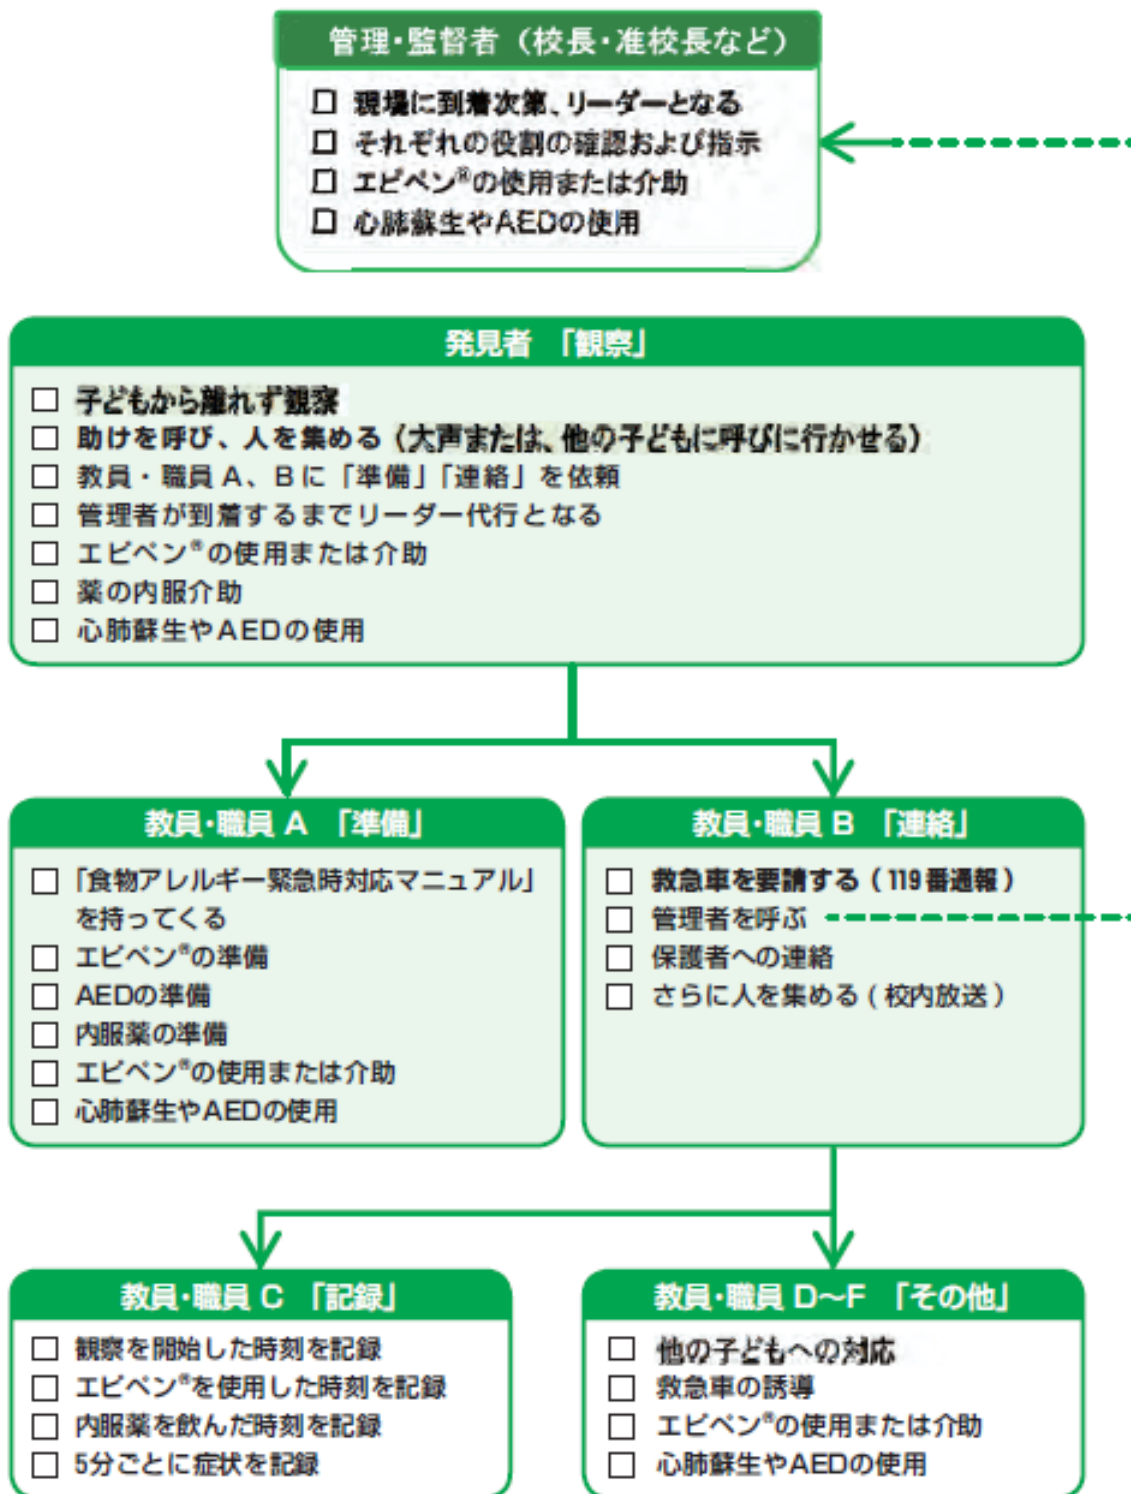 管理・監督者（校長・准校長など）
□ 現場に到着次第、リーダーとなる
□ それぞれの役割の確認および指示
□ エピペン®の使用または介助
□ 心肺蘇生やAEDの使用
発見者 「観察」
□ 子どもから離れず観察
□ 助けを呼び、人を集める（大声または、他の子どもに呼びに行かせる）
□ 教員・職員 A、Bに「準備」「連絡」を依頼
□ 管理者が到着するまでリーダー代行となる
□ エピペン®の使用または介助
□ 薬の内服介助
□ 心肺蘇生やAEDの使用
教員・職員 A 「準備」
□ 「食物アレルギー緊急時対応マニュアル」
を持ってくる
□ エピペン®の準備
□ AEDの準備
□ 内服薬の準備
□ エピペン®の使用または介助
□ 心肺蘇生やAEDの使用
教員・職員 B 「連絡」
□ 救急車を要請する（119番通報）
□ 管理者を呼ぶ
□ 保護者への連絡
□ さらに人を集める（校内放送）
教員・職員 C 「記録」
□ 観察を開始した時刻を記録
□ エピペン®を使用した時刻を記録
□ 内服薬を飲んだ時刻を記録
□ 5分ごとに症状を記録
教員・職員 D〜F 「その他」
□ 他の子どもへの対応
□ 救急車の誘導
□ エピペン®の使用または介助
□ 心肺蘇生やAEDの使用